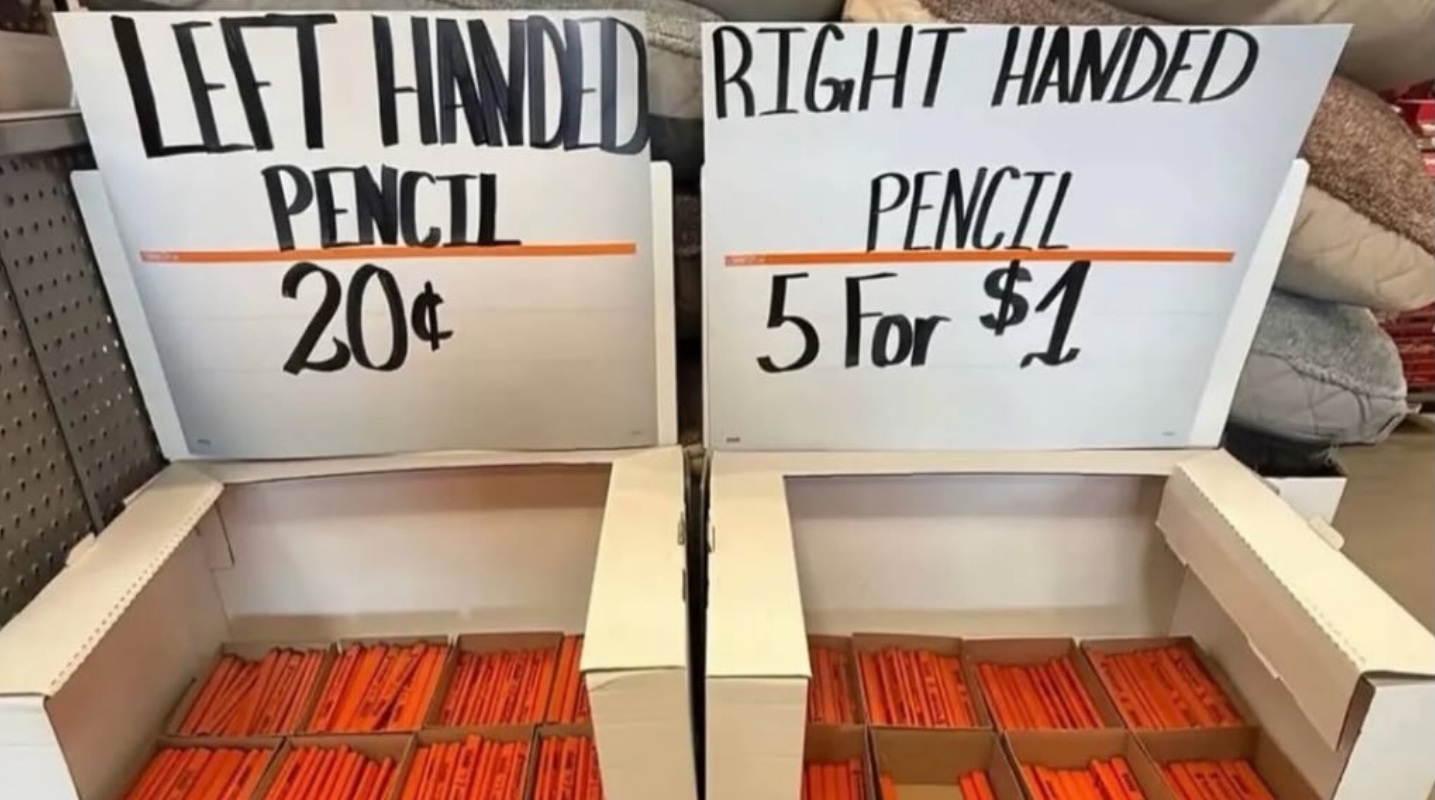 LEFT HANDED
PENCIL
20¢
RIGHT HANDED
PENCIL
5 For $1